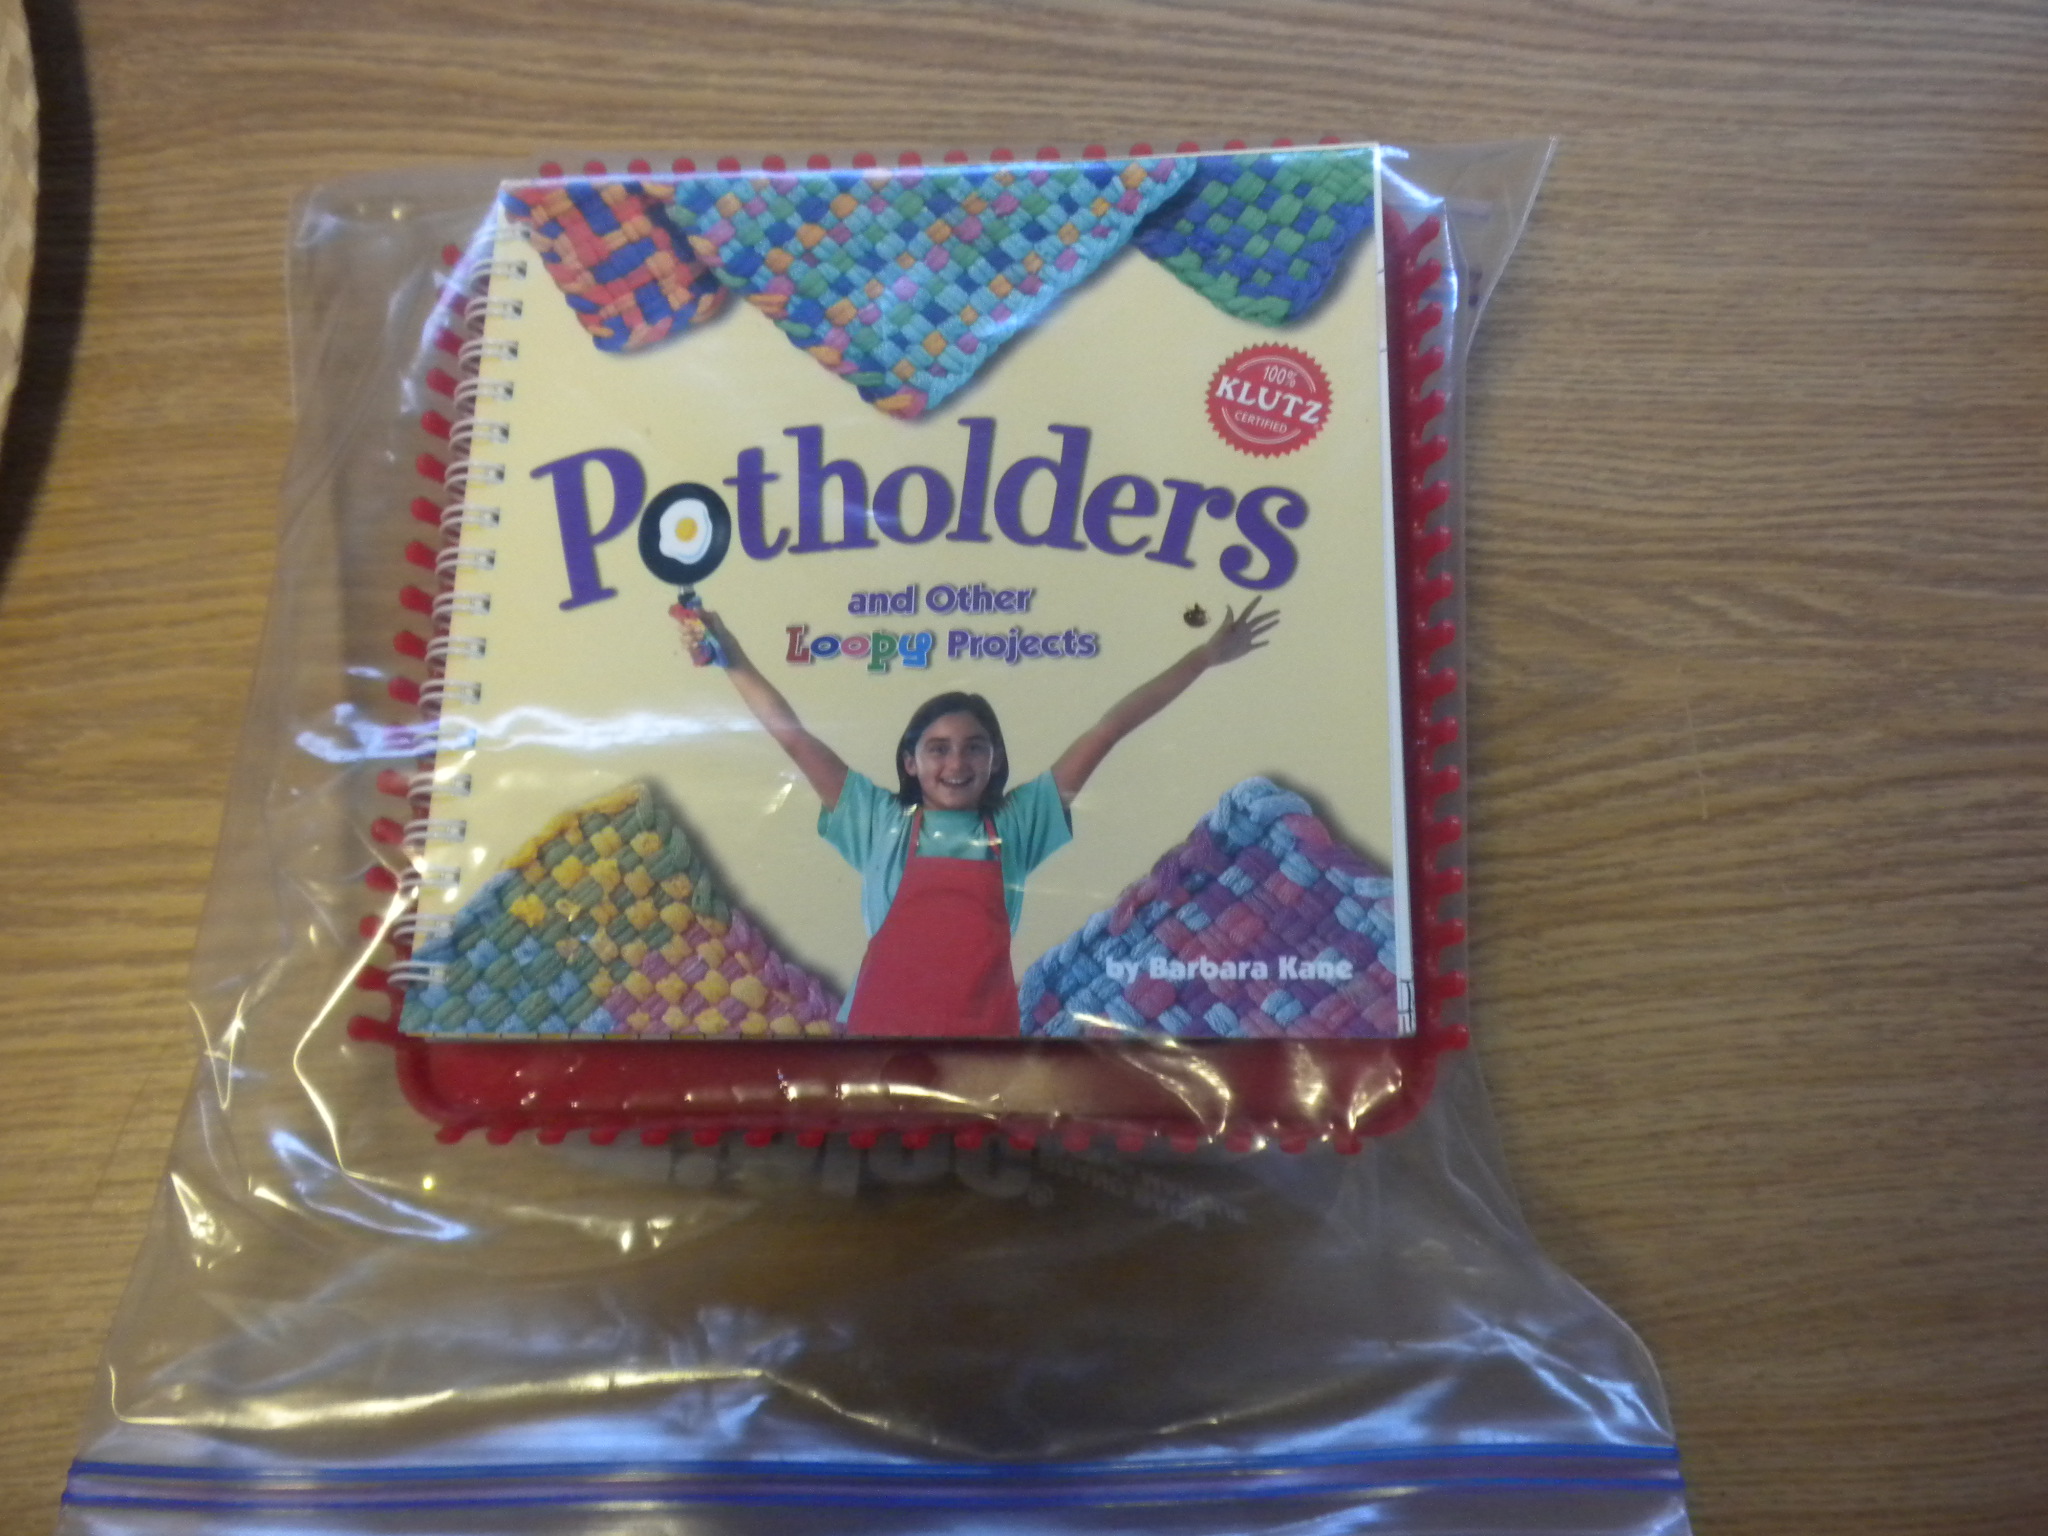 100%
KLUTZ
CERTIFIED
Potholders
and Other
Loopy Projects
by Barbara Kane